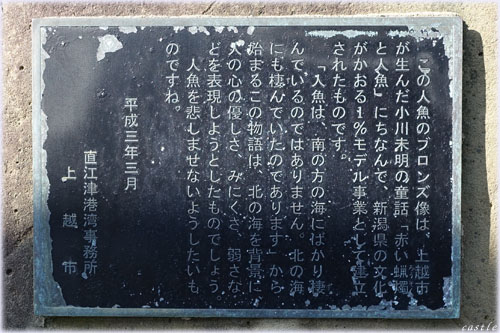 この人魚のブロンズ像は、上越市
が生んだ小川未明の童話「赤い蝋燭
と人魚」にちなんで、新潟県の文化
がかおる1%モデル事業として建立
されたものです。
「人魚は、南の方の海にばかり棲
んでいるのではありません。北の海
にも棲んでいたのであります」から
始まるこの物語は、北の海を背景に
人の心の優しさ、みにくさ、弱さな
どを表現しようとしたものでしょう。
人魚を悲しませないようしたいも
のですね。
平成三年三月
直江津港湾事務所
上越市
castle